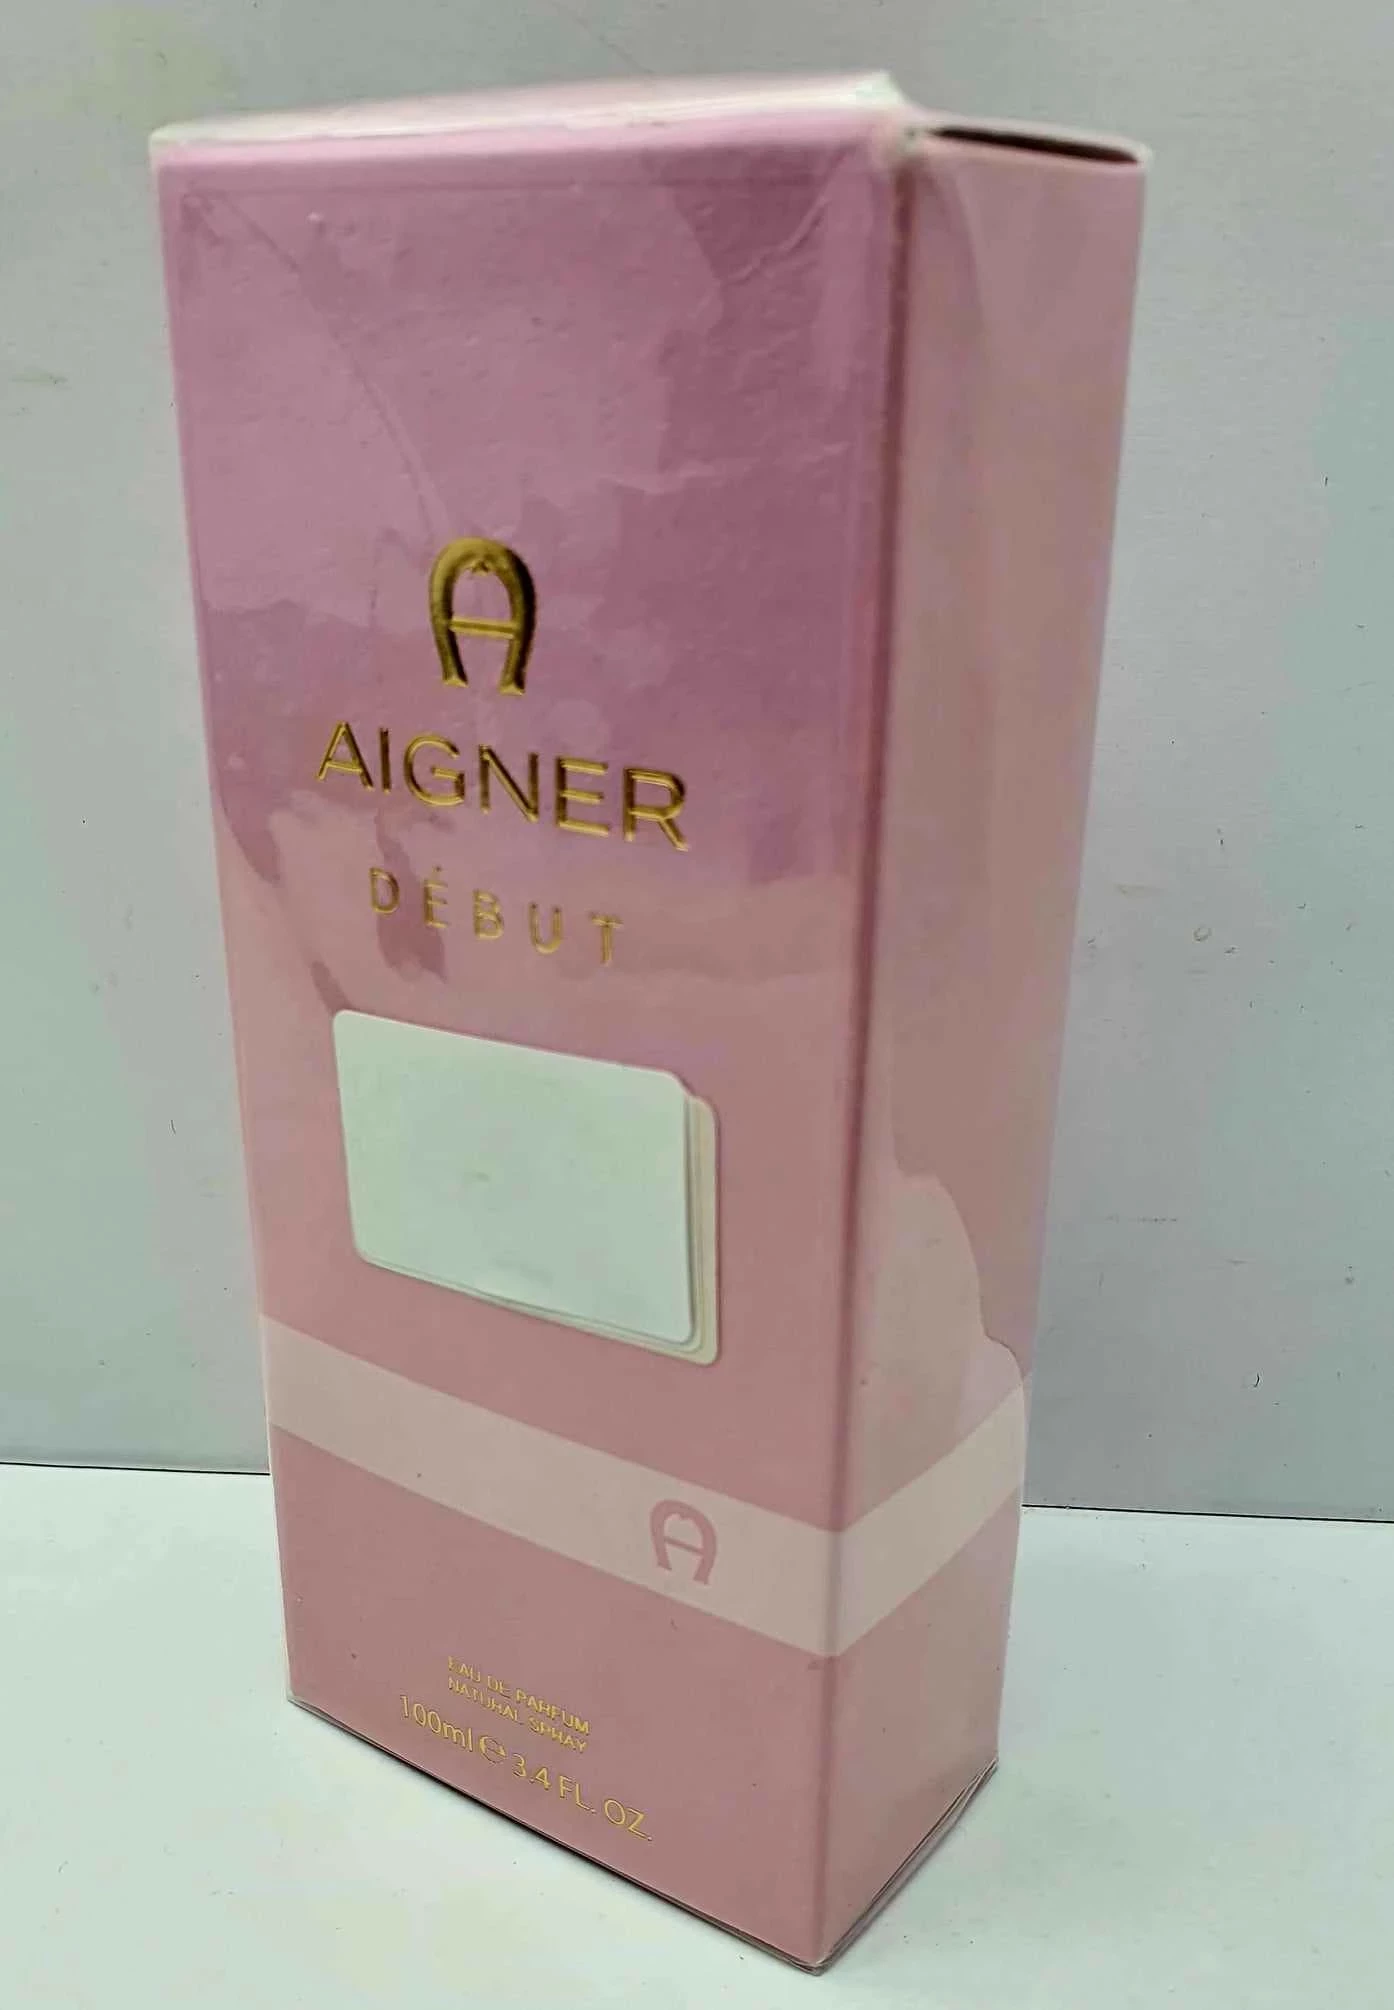 AIGNER
DÉBUT
EAU DE PARFUM
NATURAL SPRAY
100ml ℮ 3.4 FL. OZ.